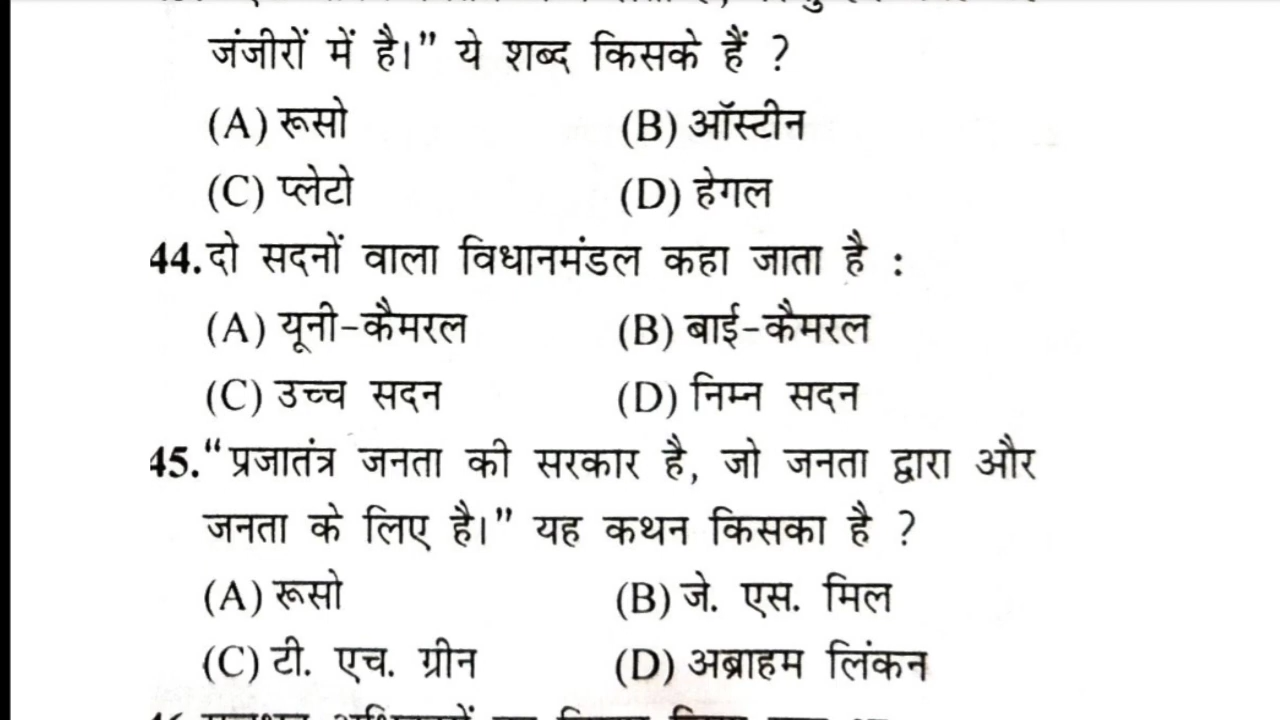 जंजीरों में है।” ये शब्द किसके हैं ?
(A) रूसो (B) ऑस्टीन
(C) प्लेटो (D) हेगल
44. दो सदनों वाला विधानमंडल कहा जाता है :
(A) यूनी-कैमरल (B) बाई-कैमरल
(C) उच्च सदन (D) निम्न सदन
45. “प्रजातंत्र जनता की सरकार है, जो जनता द्वारा और
जनता के लिए है।” यह कथन किसका है ?
(A) रूसो (B) जे. एस. मिल
(C) टी. एच. ग्रीन (D) अब्राहम लिंकन